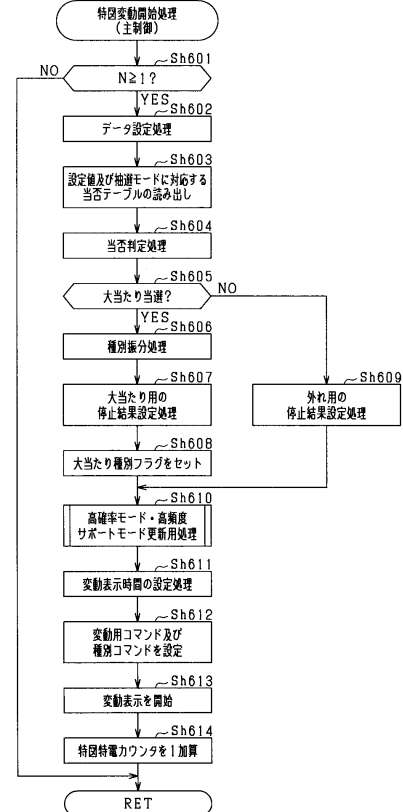 特図変動開始処理
(主制御)
Sh601
N≧1?
NO
YES
Sh602
データ設定処理
Sh603
設定値及び抽選モードに対応する
当否テーブルの読み出し
Sh604
当否判定処理
Sh605
大当たり当選?
NO
YES
Sh606
種別振分処理
Sh607
大当たり用の
停止結果設定処理
Sh609
外れ用の
停止結果設定処理
Sh608
大当たり種別フラグをセット
Sh610
高確率モード・高頻度
サポートモード更新用処理
Sh611
変動表示時間の設定処理
Sh612
変動用コマンド及び
種別コマンドを設定
Sh613
変動表示を開始
Sh614
特図特電カウンタを1加算
RET